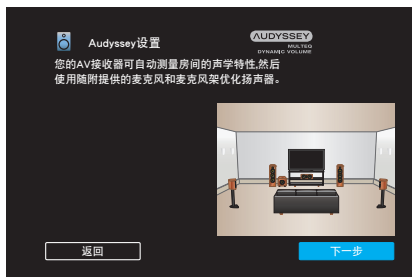 Audyssey设置
AUDYSSEY
MULTEQ
DYNAMIC VOLUME
您的AV接收器可自动测量房间的声学特性,然后
使用随附提供的麦克风和麦克风架优化扬声器。
返回
下一步